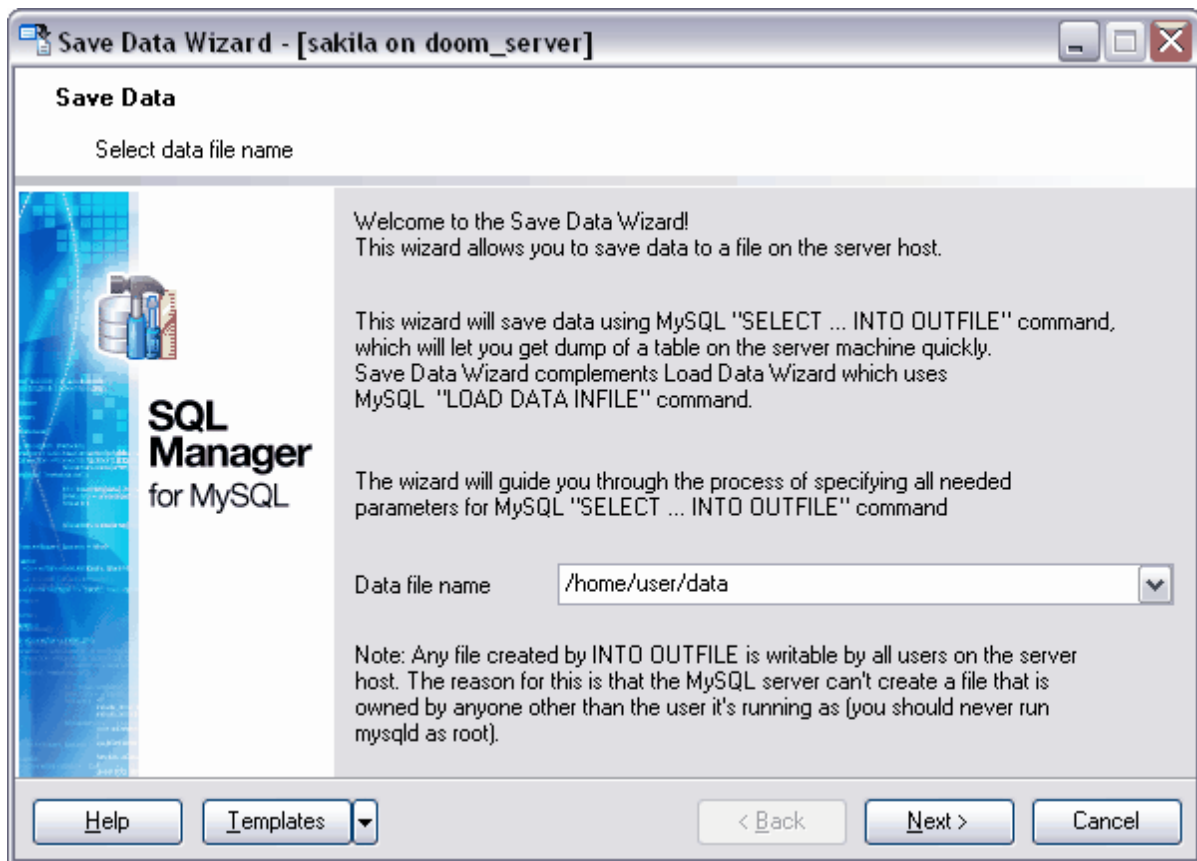 Save Data Wizard - [sakila on doom_server]
Save Data
Select data file name
Welcome to the Save Data Wizard!
This wizard allows you to save data to a file on the server host.
This wizard will save data using MySQL "SELECT ... INTO OUTFILE" command,
which will let you get dump of a table on the server machine quickly.
Save Data Wizard complements Load Data Wizard which uses
MySQL "LOAD DATA INFILE" command.
SQL
Manager
for MySQL
The wizard will guide you through the process of specifying all needed
parameters for MySQL "SELECT ... INTO OUTFILE" command
Data file name /home/user/data
Note: Any file created by INTO OUTFILE is writable by all users on the server
host. The reason for this is that the MySQL server can't create a file that is
owned by anyone other than the user it's running as (you should never run
mysqld as root).
Help Templates < Back Next > Cancel